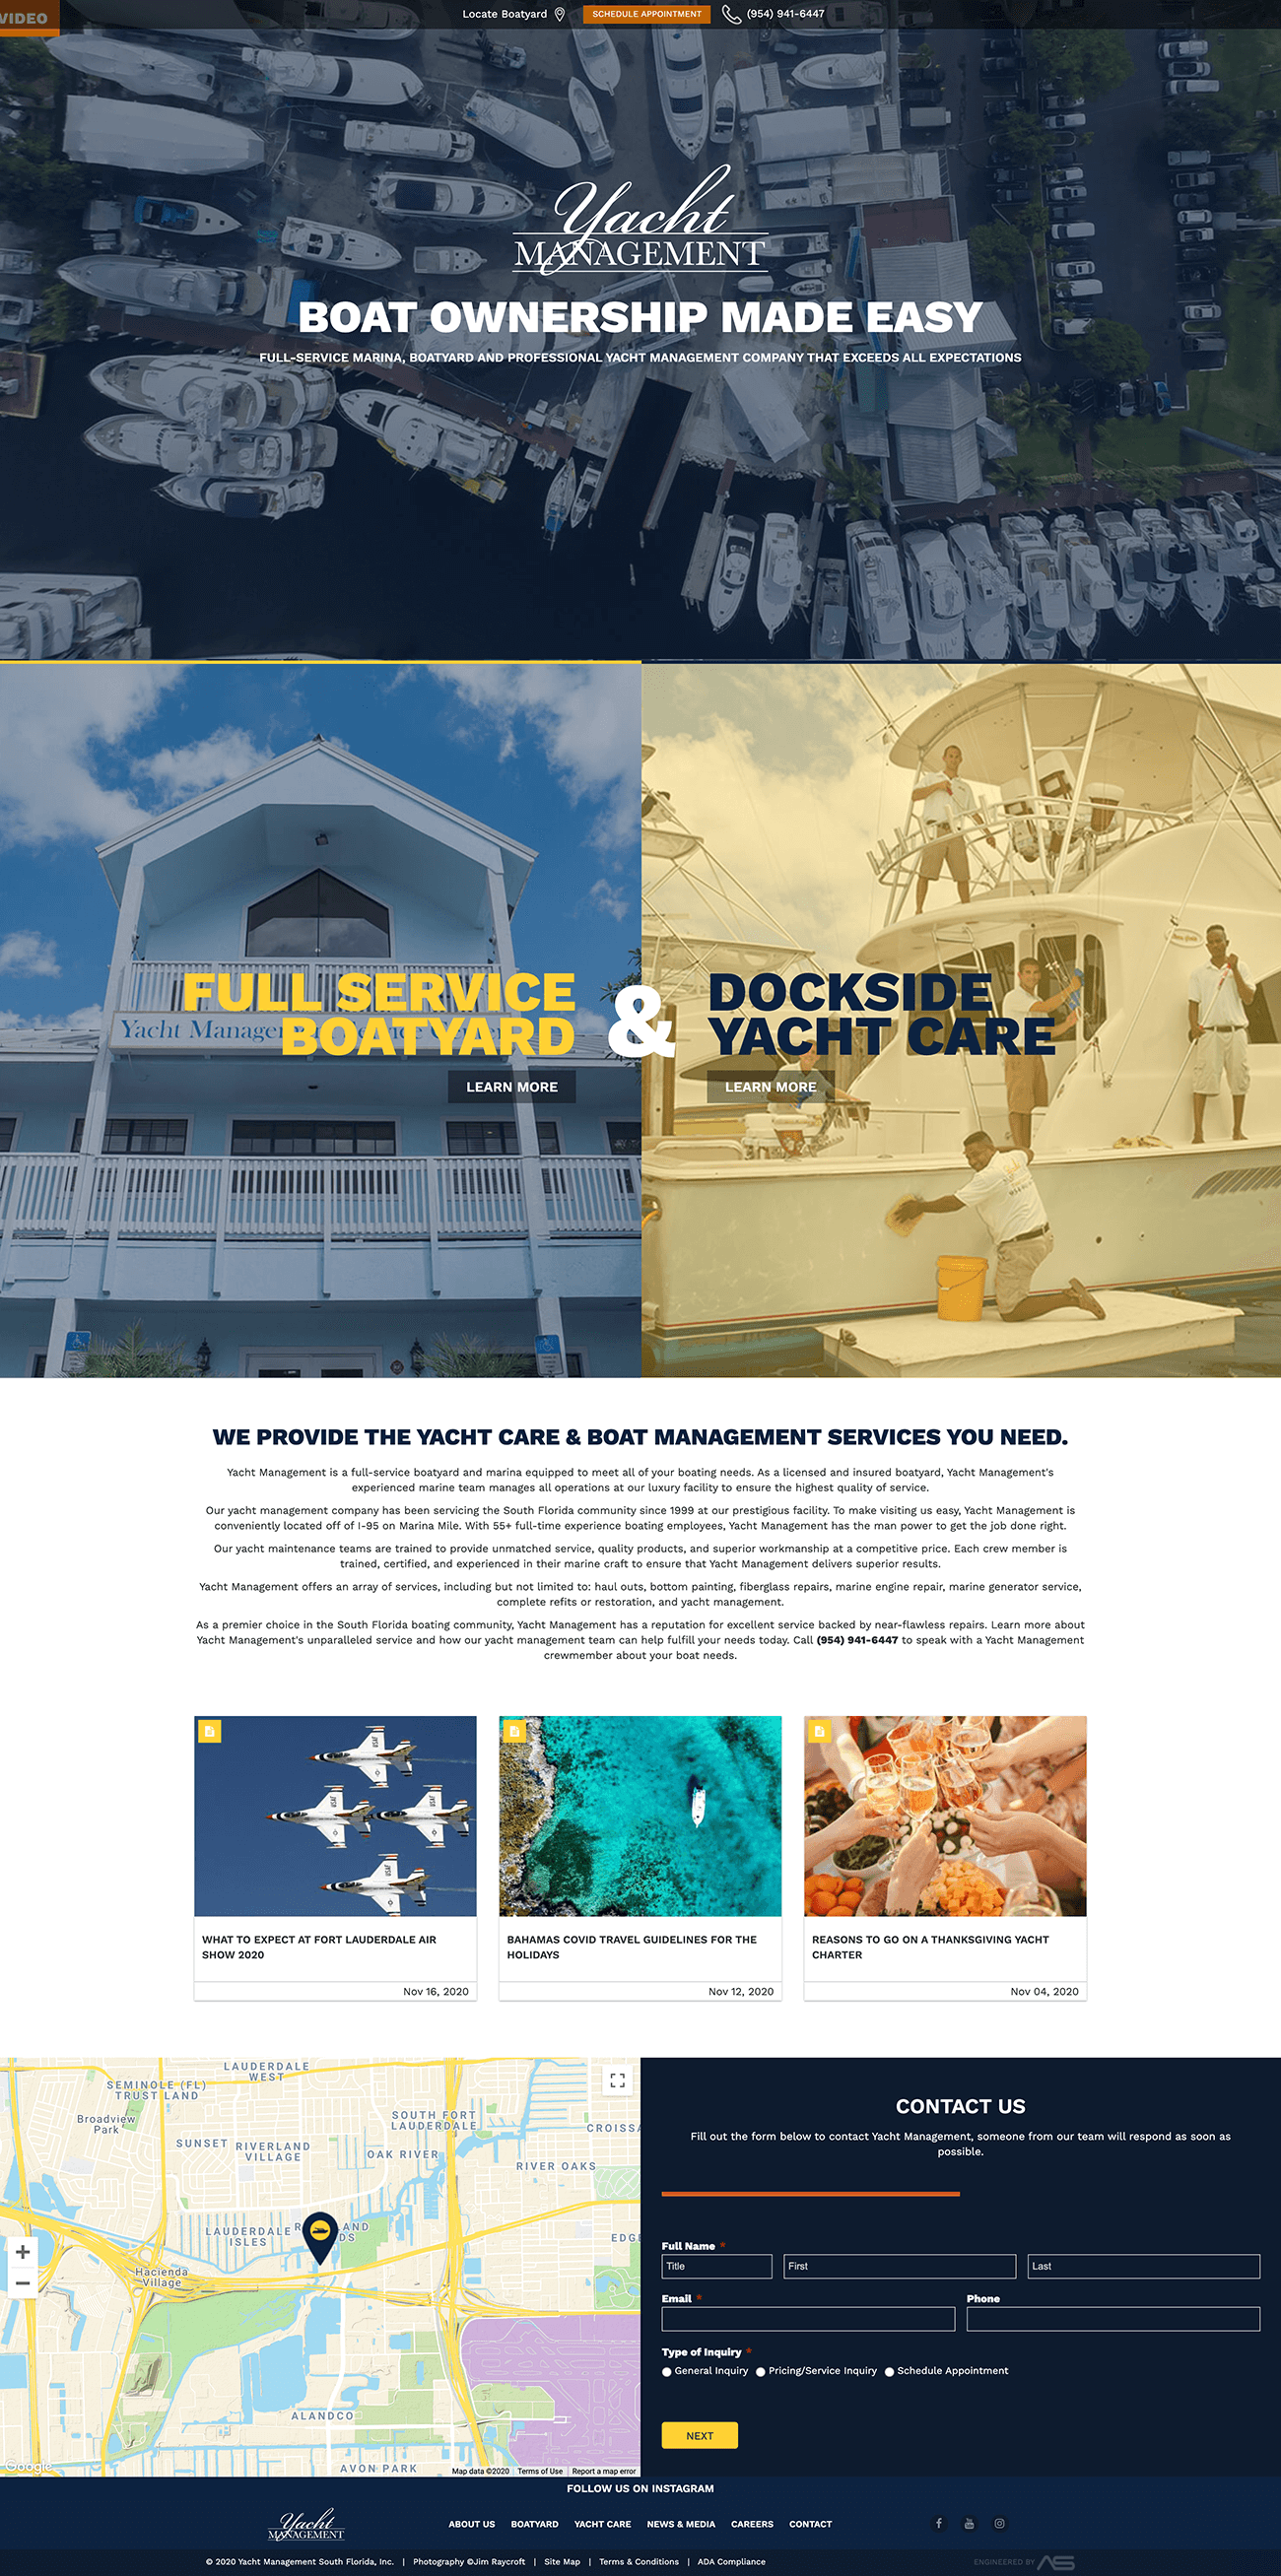 VIDEO
Locate Boatyard
SCHEDULE APPOINTMENT
(954) 941-6447
Yacht
MANAGEMENT
BOAT OWNERSHIP MADE EASY
FULL-SERVICE MARINA, BOATYARD AND PROFESSIONAL YACHT MANAGEMENT COMPANY THAT EXCEEDS ALL EXPECTATIONS
FULL SERVICE
BOATYARD
LEARN MORE
&
DOCKSIDE
YACHT CARE
LEARN MORE
WE PROVIDE THE YACHT CARE & BOAT MANAGEMENT SERVICES YOU NEED.
Yacht Management is a full-service boatyard and marina equipped to meet all of your boating needs. As a licensed and insured boatyard, Yacht Management's
experienced marine team manages all operations at our luxury facility to ensure the highest quality of service.
Our yacht management company has been servicing the South Florida community since 1999 at our prestigious facility. To make visiting us easy, Yacht Management is
conveniently located off of I-95 on Marina Mile. With 55+ full-time experience boating employees, Yacht Management has the man power to get the job done right.
Our yacht maintenance teams are trained to provide unmatched service, quality products, and superior workmanship at a competitive price. Each crew member is
trained, certified, and experienced in their marine craft to ensure that Yacht Management delivers superior results.
Yacht Management offers an array of services, including but not limited to: haul outs, bottom painting, fiberglass repairs, marine engine repair, marine generator service,
complete refits or restoration, and yacht management.
As a premier choice in the South Florida boating community, Yacht Management has a reputation for excellent service backed by near-flawless repairs. Learn more about
Yacht Management's unparalleled service and how our yacht management team can help fulfill your needs today. Call (954) 941-6447 to speak with a Yacht Management
crewmember about your boat needs.
WHAT TO EXPECT AT FORT LAUDERDALE AIR
SHOW 2020
Nov 16, 2020
BAHAMAS COVID TRAVEL GUIDELINES FOR THE
HOLIDAYS
Nov 12, 2020
REASONS TO GO ON A THANKSGIVING YACHT
CHARTER
Nov 04, 2020
LAUDERDALE
WEST
SEMINOLE (FL)
TRUST LAND
Broadview
Park
SOUTH FORT
LAUDERDALE
CROISSA
SUNSET
RIVERLAND
VILLAGE
OAK RIVER
RIVER OAKS
LAUDERDALE
ISLES
EDGE
Hacienda
Village
ALANDCO
AVON PARK
Google
Map data ©2020
Terms of Use
Report a map error
CONTACT US
Fill out the form below to contact Yacht Management, someone from our team will respond as soon as
possible.
Full Name *
Title
First
Last
Email *
Phone
Type of Inquiry *
General Inquiry
Pricing/Service Inquiry
Schedule Appointment
NEXT
FOLLOW US ON INSTAGRAM
Yacht
MANAGEMENT
ABOUT US
BOATYARD
YACHT CARE
NEWS & MEDIA
CAREERS
CONTACT
© 2020 Yacht Management South Florida, Inc. | Photography ©Jim Raycroft | Site Map | Terms & Conditions | ADA Compliance
ENGINEERED BY